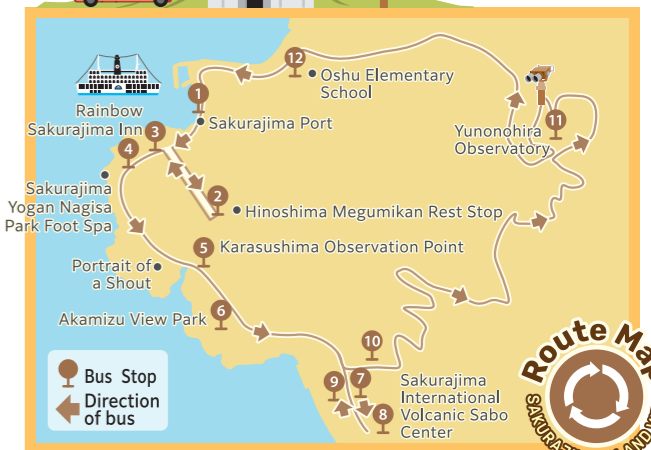 12
Oshu Elementary
School
1
Sakurajima Port
Rainbow
Sakurajima Inn
3
4
2
Hinoshima Megumikan Rest Stop
Sakurajima
Yogan Nagisa
Park Foot Spa
Yunonohira
Observatory
11
5
Karasushima Observation Point
Portrait of
a Shout
6
Akamizu View Park
10
9
7
8
Sakurajima
International
Volcanic Sabo
Center
Bus Stop
Direction
of bus
Route Map